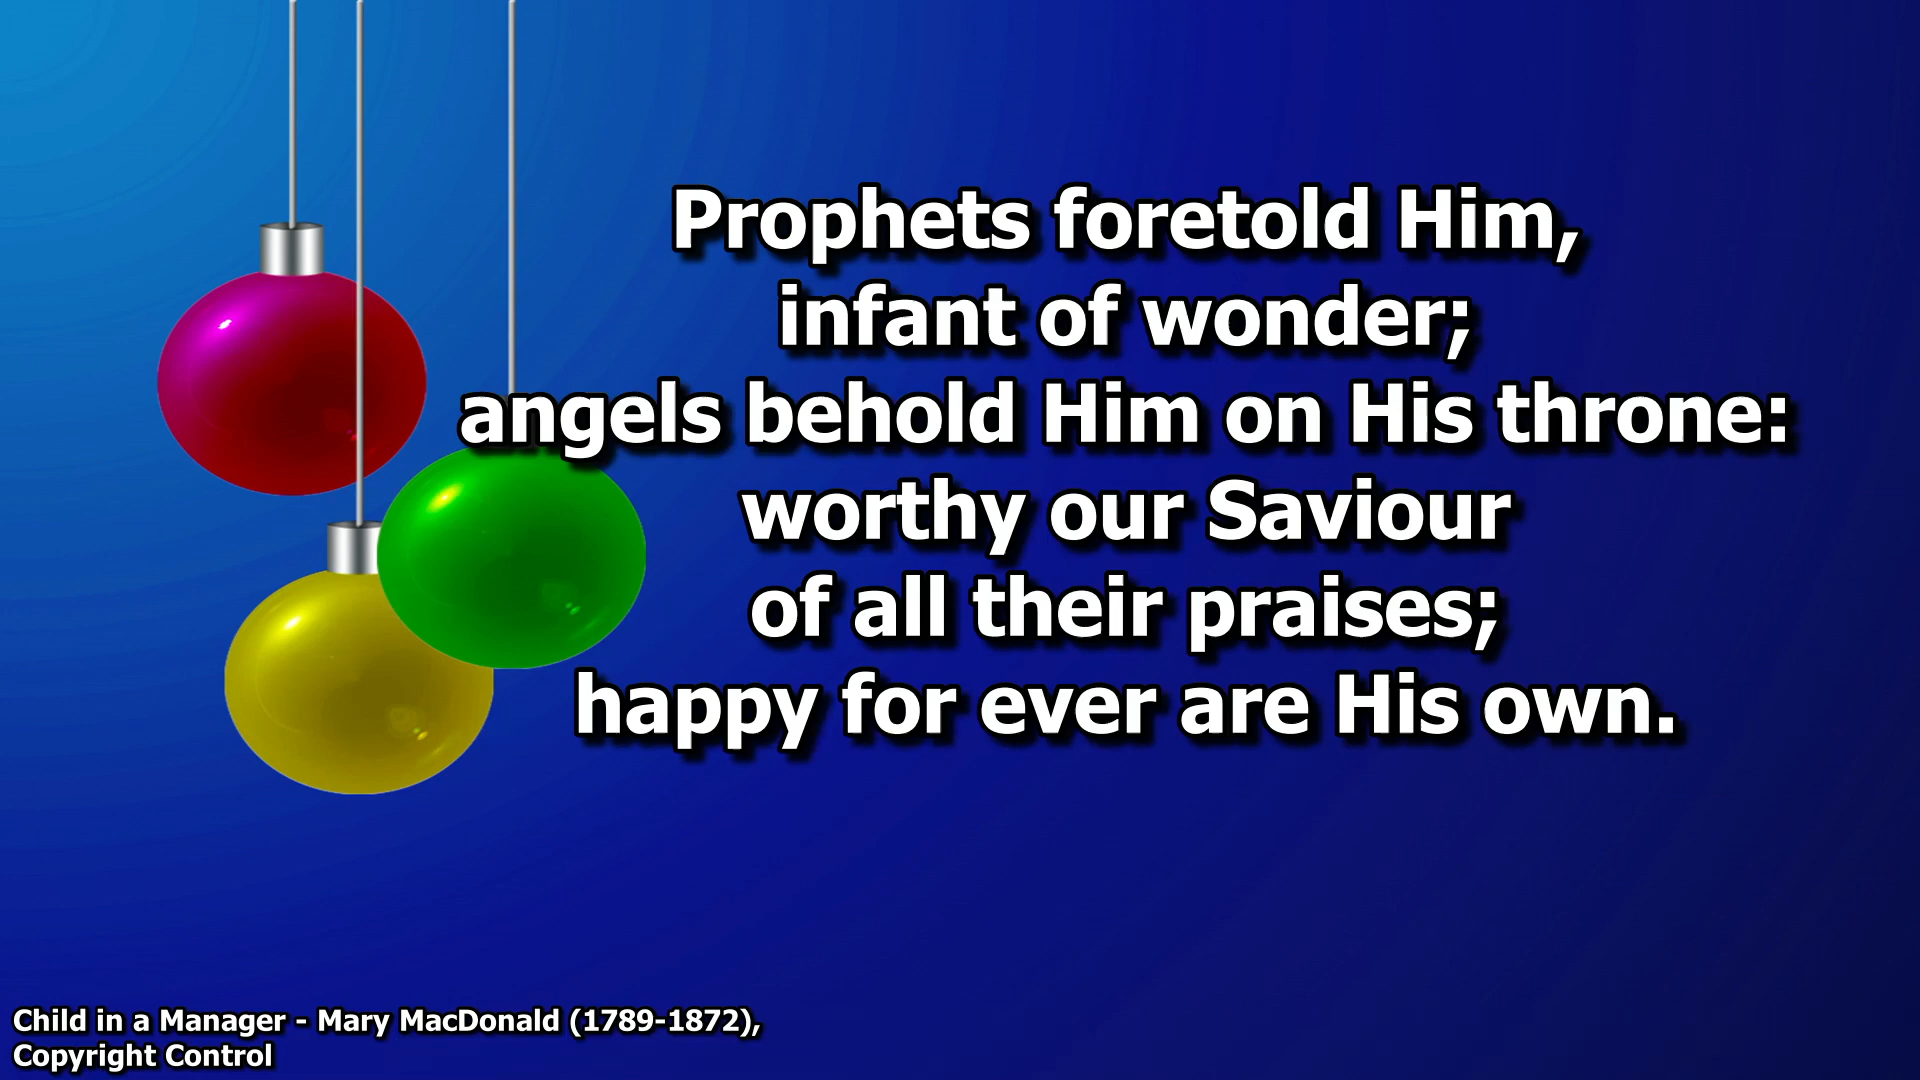 Prophets foretold Him,
infant of wonder;
angels behold Him on His throne:
worthy our Saviour
of all their praises;
happy for ever are His own.
Child in a Manager - Mary MacDonald (1789-1872),
Copyright Control